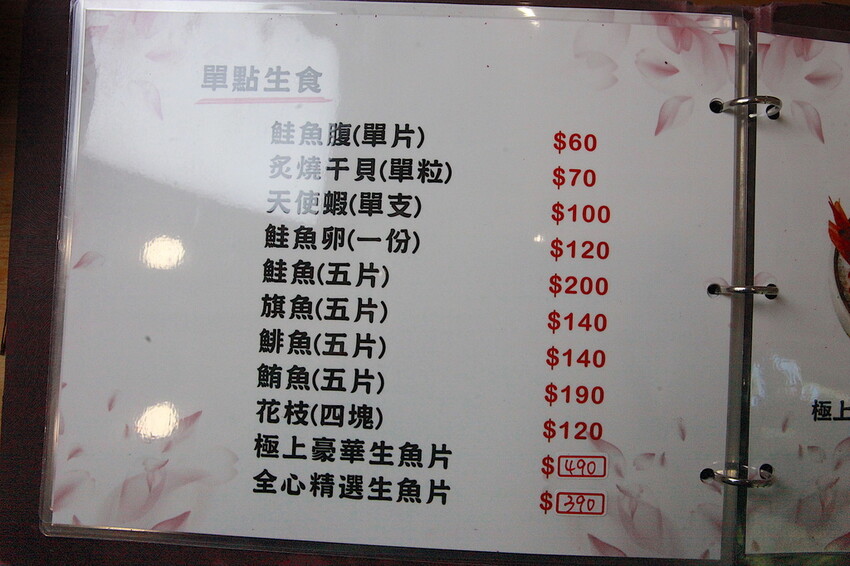 單點生食
鮭魚腹(單片) $60
炙燒干貝(單粒) $70
天使蝦(單支) $100
鮭魚卵(一份) $120
鮭魚(五片) $200
旗魚(五片) $140
鯡魚(五片) $140
鮪魚(五片) $190
花枝(四塊) $120
極上豪華生魚片 $490
全心精選生魚片 $390
極上